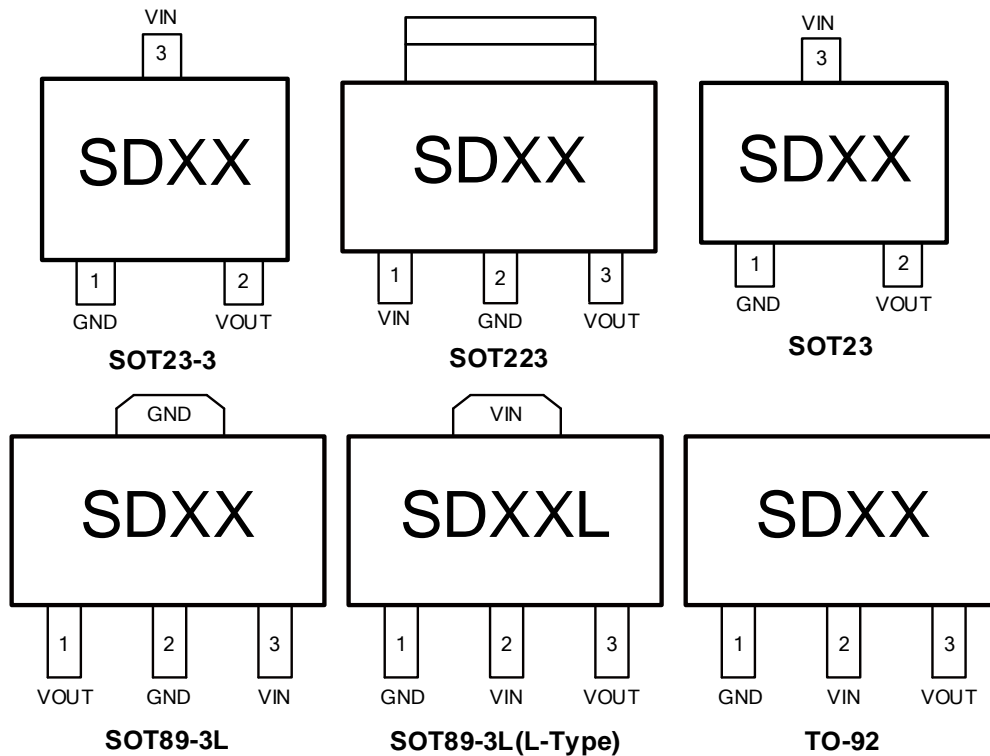 VIN
3
SDXX
1
2
GND
VOUT
SOT23-3
SDXX
1
2
3
VIN
GND
VOUT
SOT223
VIN
3
SDXX
1
2
GND
VOUT
SOT23
GND
SDXX
1
2
3
VOUT
GND
VIN
SOT89-3L
VIN
SDXXL
1
2
3
GND
VIN
VOUT
SOT89-3L(L-Type)
SDXX
1
2
3
GND
VIN
VOUT
TO-92